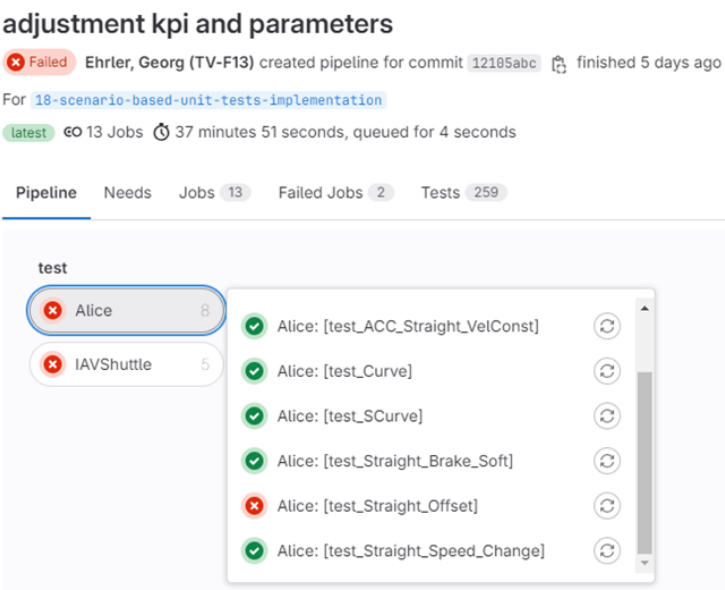 adjustment kpi and parameters
Failed Ehrler, Georg (TV-F13) created pipeline for commit 12105abc finished 5 days ago
For 18-scenario-based-unit-tests-implementation
latest 13 Jobs 37 minutes 51 seconds, queued for 4 seconds
Pipeline Needs Jobs 13 Failed Jobs 2 Tests 259
test
Alice 8
IAVShuttle 5
Alice: [test_ACC_Straight_VelConst]
Alice: [test_Curve]
Alice: [test_SCurve]
Alice: [test_Straight_Brake_Soft]
Alice: [test_Straight_Offset]
Alice: [test_Straight_Speed_Change]